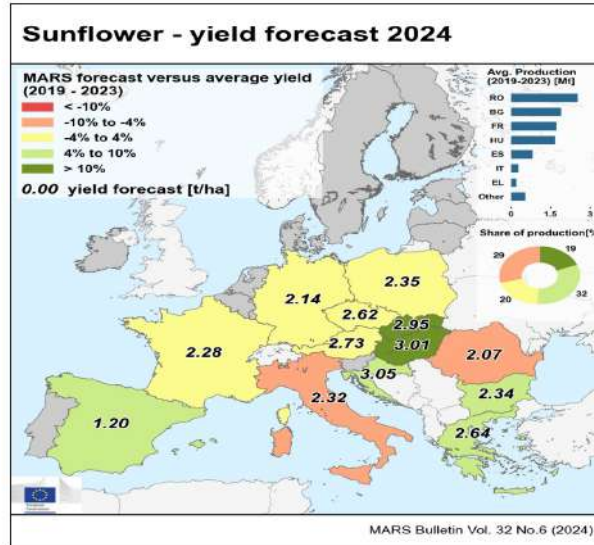 Sunflower - yield forecast 2024
MARS forecast versus average yield
(2019 - 2023)
< -10%
-10% to -4%
-4% to 4%
4% to 10%
> 10%
0.00 yield forecast [t/ha]
Avg. Production
(2019-2023) [Mt]
RO
BG
FR
HU
ES
IT
EL
Other
0 1.5 3
Share of production[%]
29 19
20 32
2.35
2.14
2.62
2.95
2.73 3.01
2.28 3.05 2.07
2.32 2.34
1.20 2.64
MARS Bulletin Vol. 32 No.6 (2024)